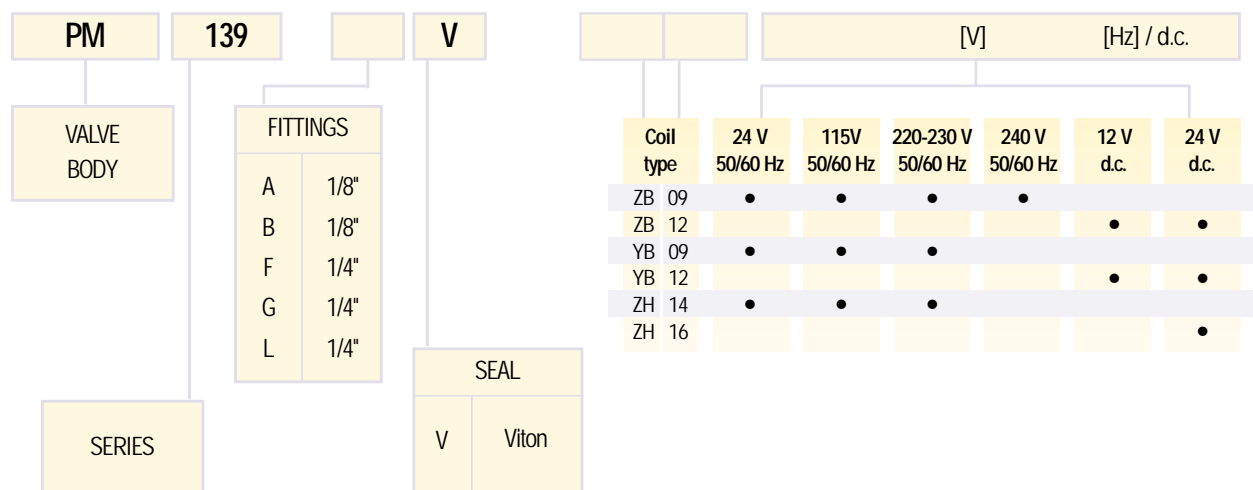 PM 139 V [V] [Hz] / d.c.
VALVE
BODY
FITTINGS
A 1/8"
B 1/8"
F 1/4"
G 1/4"
L 1/4"
SERIES
SEAL
V Viton
Coil 24 V 115V 220-230 V 240 V 12 V 24 V
type 50/60 Hz 50/60 Hz 50/60 Hz 50/60 Hz d.c. d.c.
ZB 09 • • • •
ZB 12 • •
YB 09 • • •
YB 12 • •
ZH 14 • • •
ZH 16 •